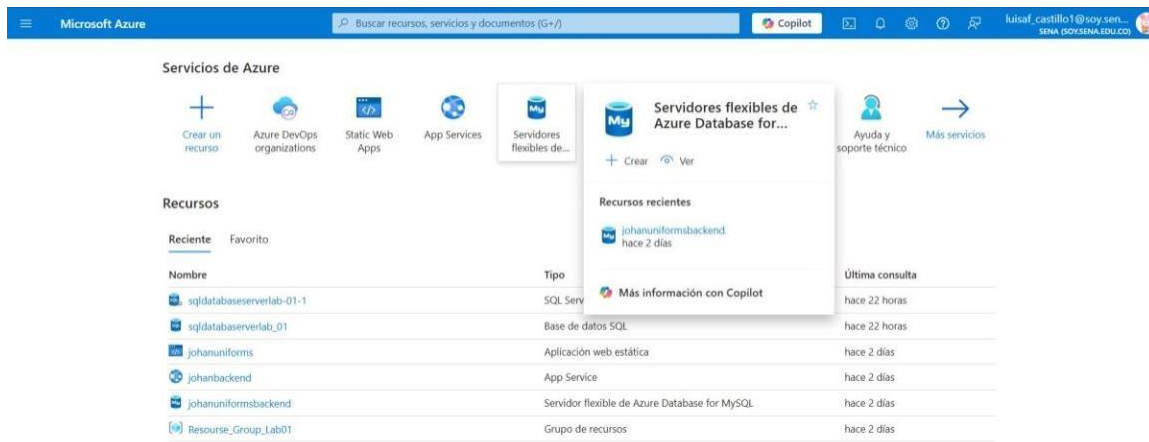 Microsoft Azure
Buscar recursos, servicios y documentos (G+/)
Copilot
luisaf_castillo1@soy.sen...
SENA (SOY.SENA.EDU.CO)
Servicios de Azure
Crear un
recurso
Azure DevOps
organizations
Static Web
Apps
App Services
Servidores
flexibles de...
My
Servidores flexibles de
Azure Database for...
Crear
Ver
Recursos recientes
johanuniformsbackend
hace 2 días
Más información con Copilot
Ayuda y
soporte técnico
Más servicios
Recursos
Reciente Favorito
Nombre Tipo Última consulta
sqldatabaseserverlab-01-1 SQL Serv hace 22 horas
sqldatabaserverlab_01 Base de datos SQL hace 22 horas
johanuniforms Aplicación web estática hace 2 días
johanbackend App Service hace 2 días
johanuniformsbackend Servidor flexible de Azure Database for MySQL hace 2 días
Resourse_Group_Lab01 Grupo de recursos hace 2 días